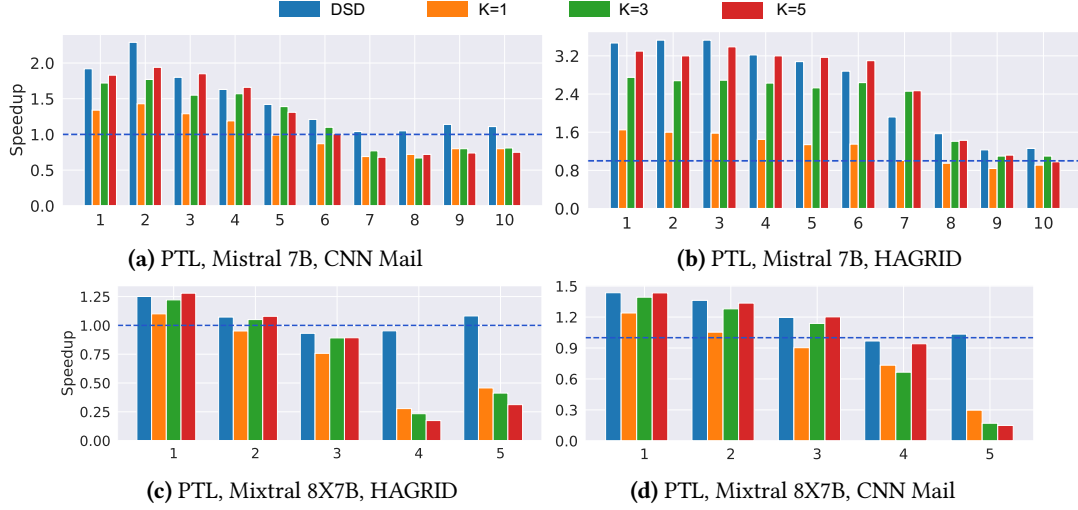 DSD K=1 K=3 K=5
Speedup
2.0
1.5
1.0
0.5
0.0
1 2 3 4 5 6 7 8 9 10
(a) PTL, Mistral 7B, CNN Mail
3.2
2.4
1.6
0.8
0.0
1 2 3 4 5 6 7 8 9 10
(b) PTL, Mistral 7B, HAGRID
Speedup
1.25
1.00
0.75
0.50
0.25
0.00
1 2 3 4 5
(c) PTL, Mixtral 8X7B, HAGRID
1.5
1.2
0.9
0.6
0.3
0.0
1 2 3 4 5
(d) PTL, Mixtral 8X7B, CNN Mail